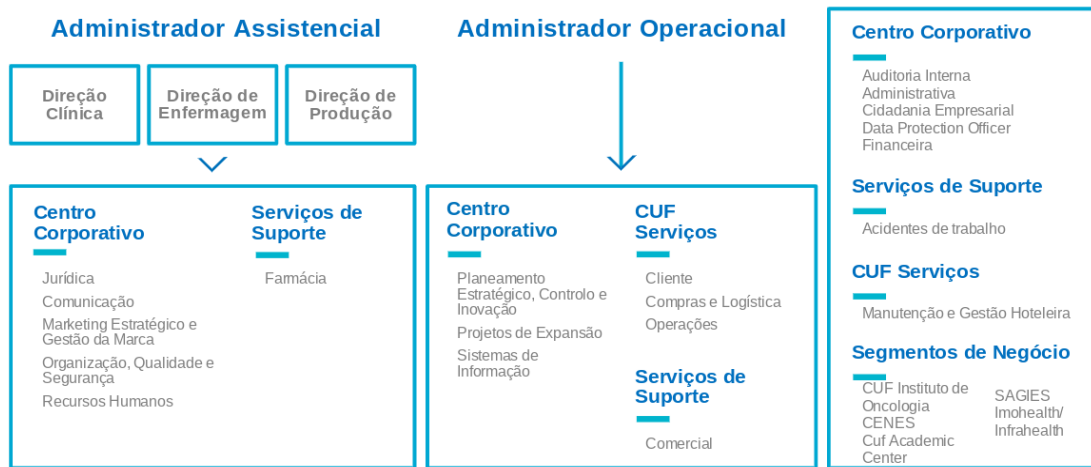 Administrador Assistencial
Direção
Clínica
Direção de
Enfermagem
Direção de
Produção
Centro
Corporativo
Jurídica
Comunicação
Marketing Estratégico e
Gestão da Marca
Organização, Qualidade e
Segurança
Recursos Humanos
Serviços de
Suporte
Farmácia
Administrador Operacional
Centro
Corporativo
Planeamento
Estratégico, Controlo e
Inovação
Projetos de Expansão
Sistemas de
Informação
CUF
Serviços
Cliente
Compras e Logística
Operações
Serviços de
Suporte
Comercial
Centro Corporativo
Auditoria Interna
Administrativa
Cidadania Empresarial
Data Protection Officer
Financeira
Serviços de Suporte
Acidentes de trabalho
CUF Serviços
Manutenção e Gestão Hoteleira
Segmentos de Negócio
CUF Instituto de
Oncologia
CENES
Cuf Academic
Center
SAGIES
Imohealth/
Infrahealth